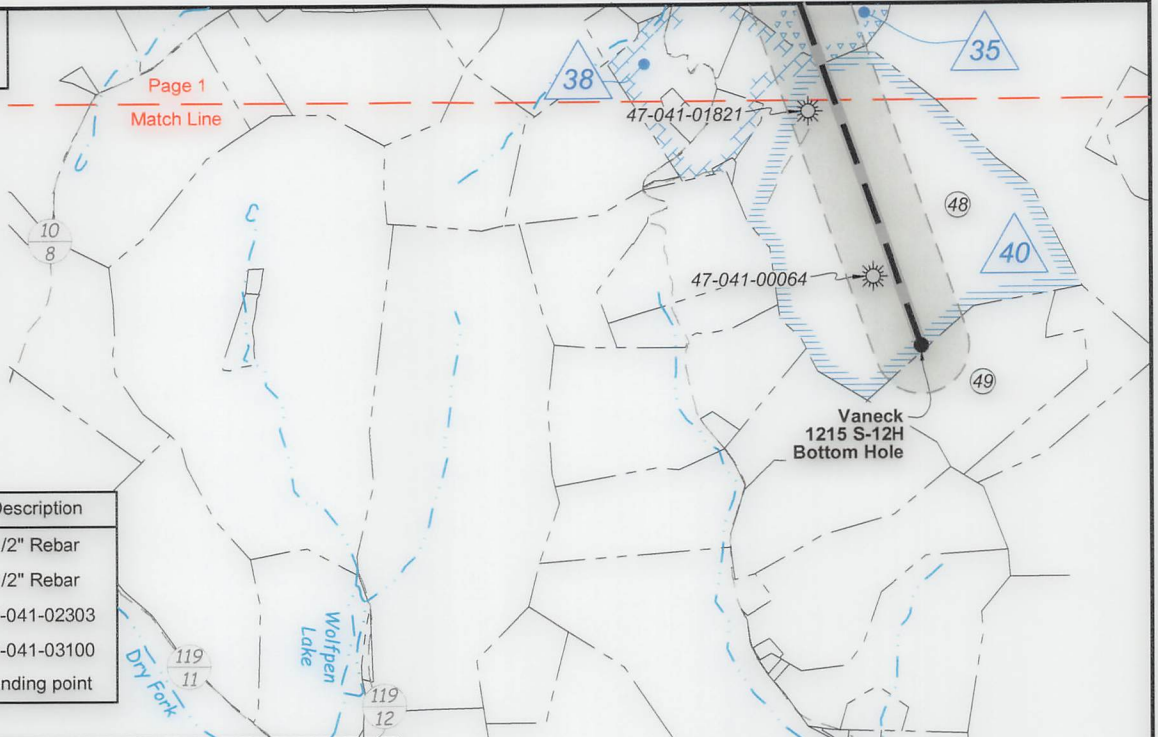 35
38
Page 1
Match Line
47-041-01821
48
10
8
40
47-041-00064
49
Vaneck
1215 S-12H
Bottom Hole
escription
/2" Rebar
/2" Rebar
-041-02303
-041-03100
nding point
Wolfpen
Lake
Dry Fork
119
11
119
12